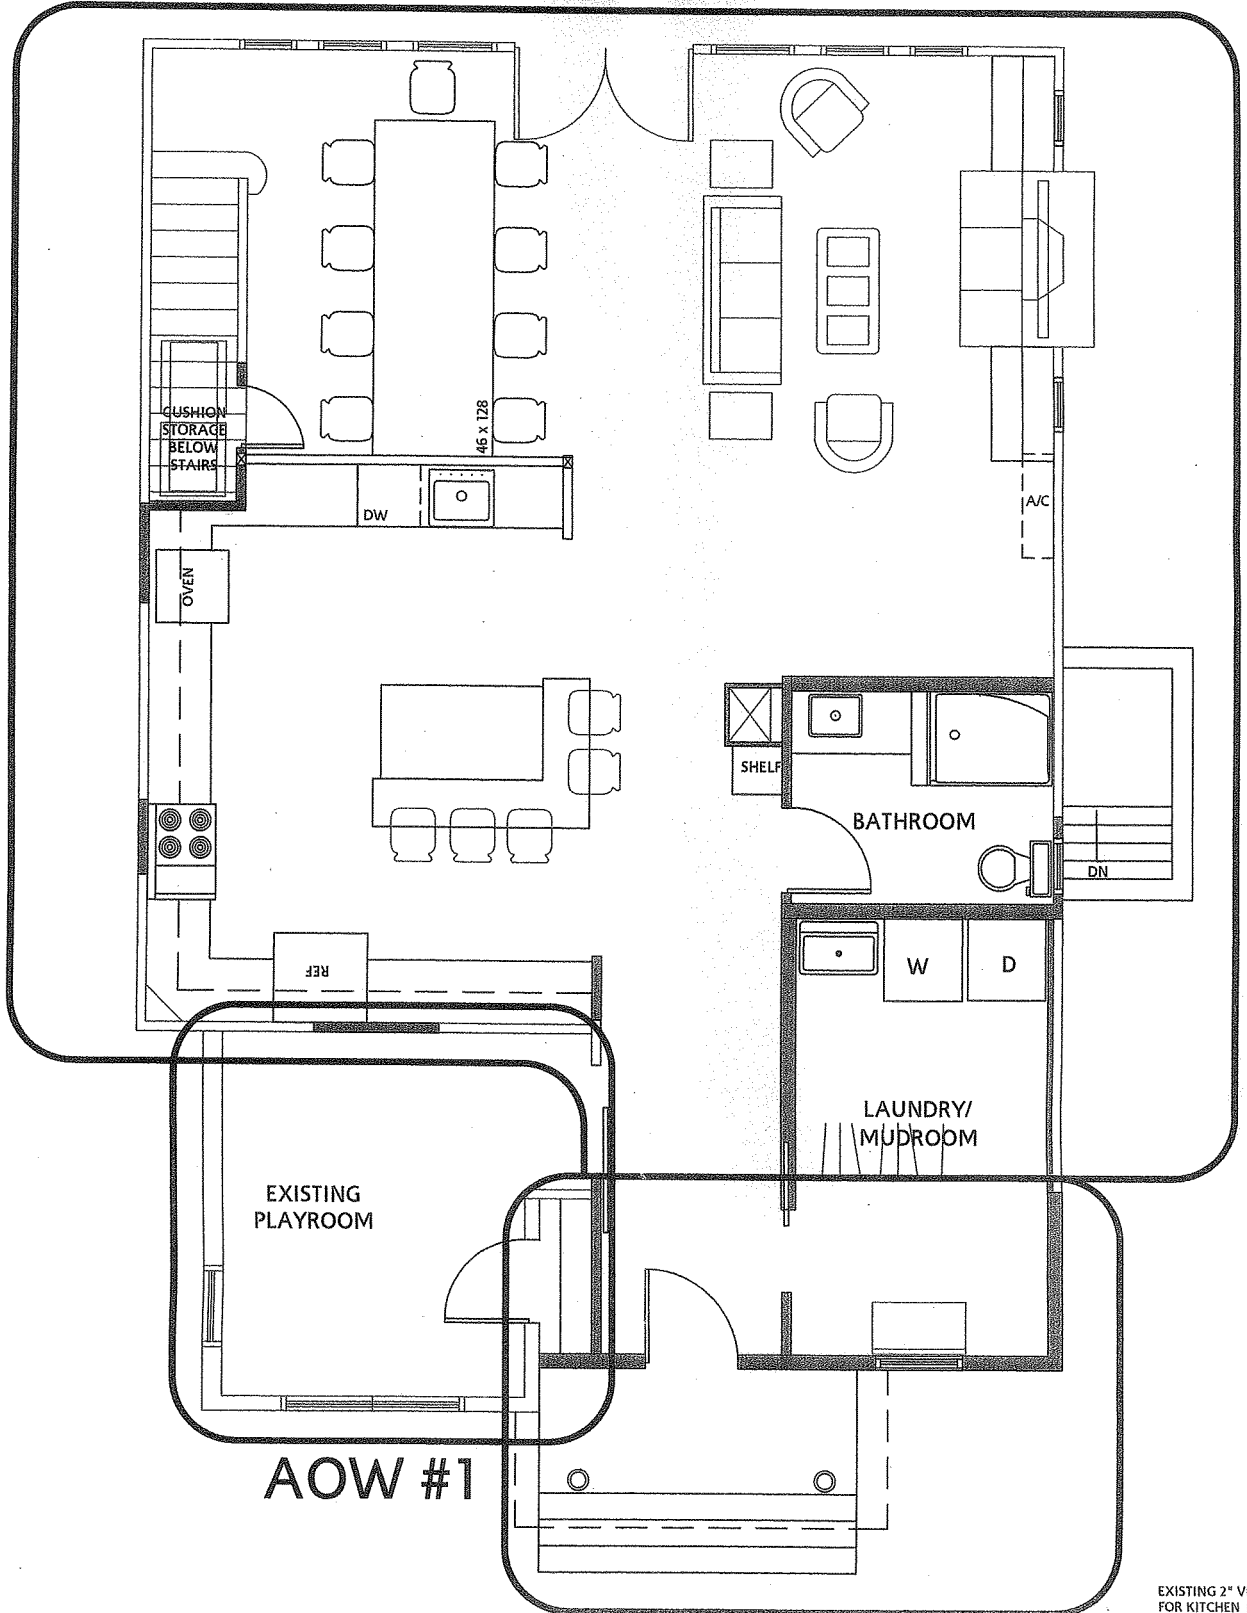 46 x 128
CUSHION
STORAGE
BELOW
STAIRS
DW
A/C
OVEN
SHELF
BATHROOM
DN
REF
W
D
LAUNDRY/
MUDROOM
EXISTING
PLAYROOM
AOW #1
EXISTING 2" V
FOR KITCHEN